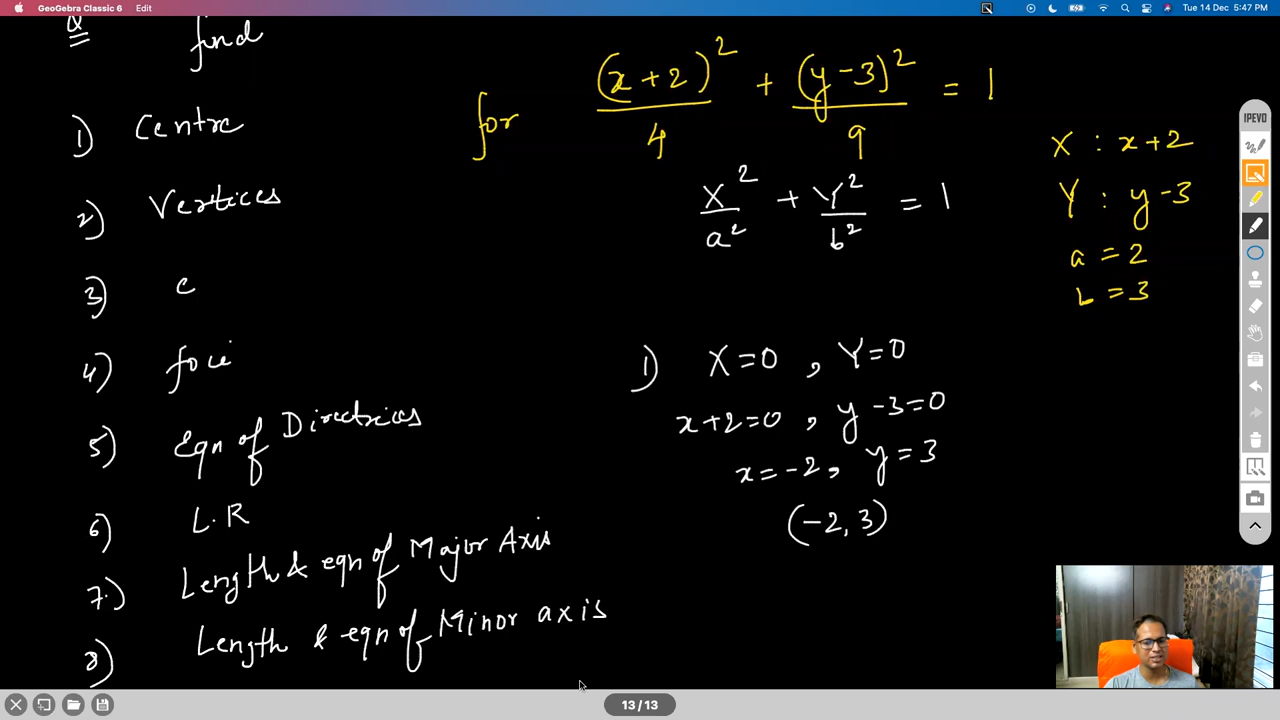 GeoGebra Classic 6 Edit Tue 14 Dec 5:47 PM
Q find
for (x+2)²/4 + (y-3)²/9 = 1
X²/a² + Y²/b² = 1
X : x+2
Y : y-3
a = 2
b = 3
1) Centre
2) Vertices
3) e
4) foci
5) Eqn of Directrices
6) L.R
7.) Length & eqn of Major Axis
8) Length & eqn of Minor axis
1) X=0 , Y=0
x+2=0 , y-3=0
x=-2, y=3
(-2,3)
IPEVO
13/13